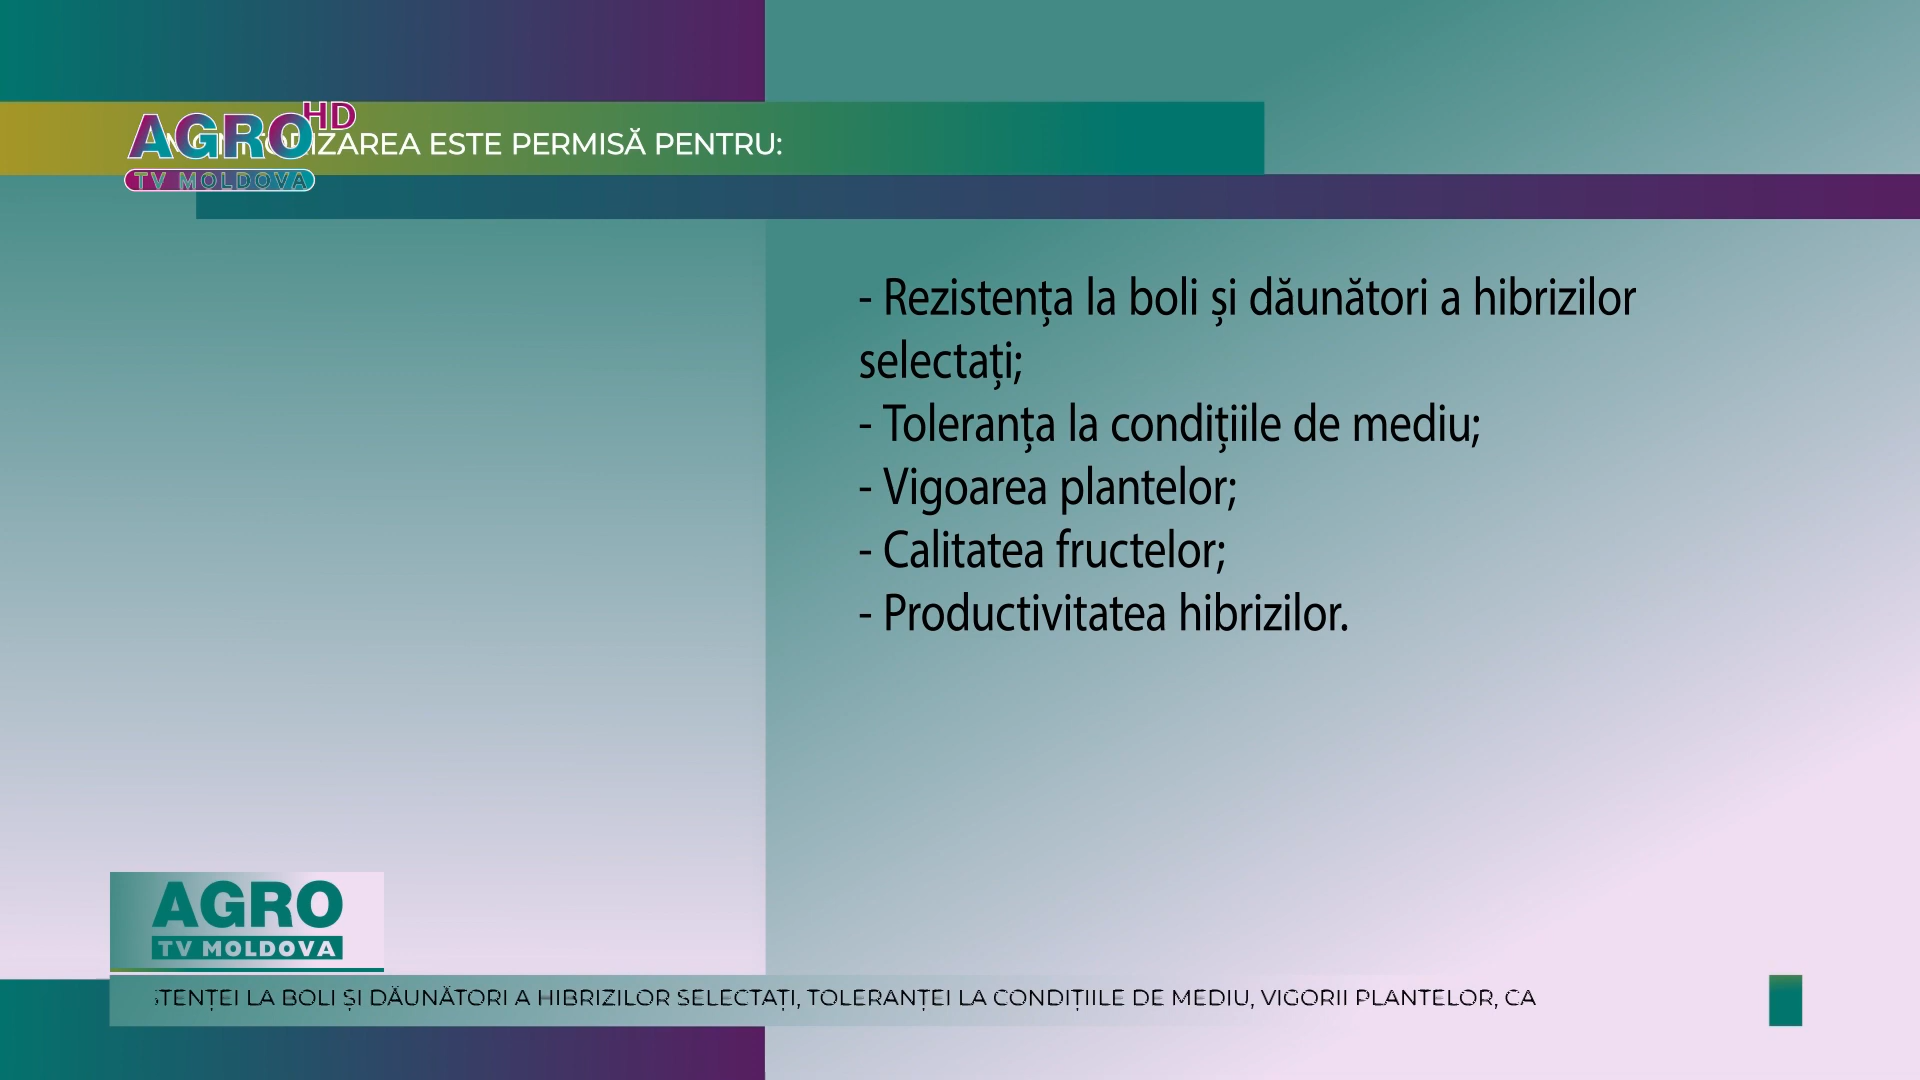 AGRO HD
TV MOLDOVA
MONITORIZAREA ESTE PERMISĂ PENTRU:
- Rezistența la boli și dăunători a hibrizilor
selectați;
- Toleranța la condițiile de mediu;
- Vigoarea plantelor;
- Calitatea fructelor;
- Productivitatea hibrizilor.
AGRO
TV MOLDOVA
STENȚEI LA BOLI ȘI DĂUNĂTORI A HIBRIZILOR SELECTAȚI, TOLERANȚEI LA CONDIȚIILE DE MEDIU, VIGORII PLANTELOR, CA